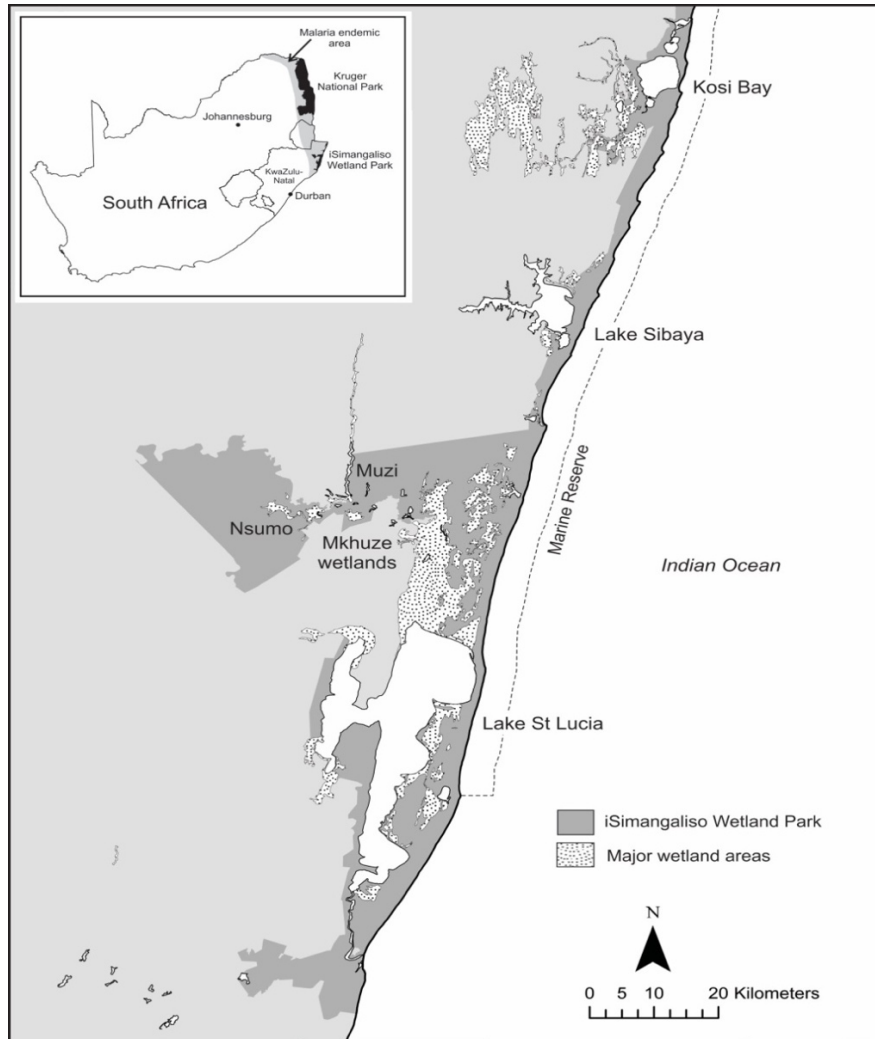 Malaria endemic
area
Kruger
National Park
Johannesburg
iSimangaliso
Wetland Park
KwaZulu-
Natal
South Africa
Durban
Kosi Bay
Lake Sibaya
Marine Reserve
Muzi
Nsumo
Mkhuze
wetlands
Indian Ocean
Lake St Lucia
iSimangaliso Wetland Park
Major wetland areas
N
0 5 10 20 Kilometers